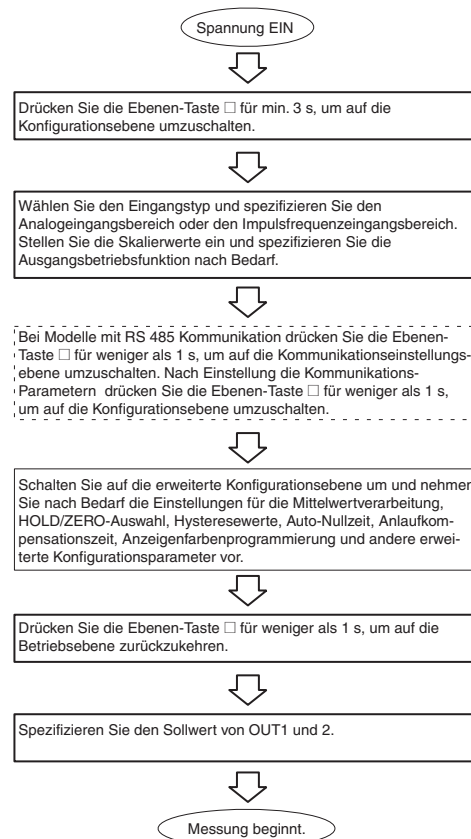 Spannung EIN
Drücken Sie die Ebenen-Taste □ für min. 3 s, um auf die
Konfigurationsebene umzuschalten.
Wählen Sie den Eingangstyp und spezifizieren Sie den
Analogeingangsbereich oder den Impulsfrequenzeingangsbereich.
Stellen Sie die Skalierwerte ein und spezifizieren Sie die
Ausgangsbetriebsfunktion nach Bedarf.
Bei Modelle mit RS 485 Kommunikation drücken Sie die Ebenen-
Taste □ für weniger als 1 s, um auf die Kommunikationseinstellungs-
ebene umzuschalten. Nach Einstellung die Kommunikations-
Parametern drücken Sie die Ebenen-Taste □ für weniger als 1 s,
um auf die Konfigurationsebene umzuschalten.
Schalten Sie auf die erweiterte Konfigurationsebene um und nehmen
Sie nach Bedarf die Einstellungen für die Mittelwertverarbeitung,
HOLD/ZERO-Auswahl, Hysteresewerte, Auto-Nullzeit, Anlaufkom-
pensationszeit, Anzeigenfarbenprogrammierung und andere erwei-
terte Konfigurationsparameter vor.
Drücken Sie die Ebenen-Taste □ für weniger als 1 s, um auf die
Betriebsebene zurückzukehren.
Spezifizieren Sie den Sollwert von OUT1 und 2.
Messung beginnt.